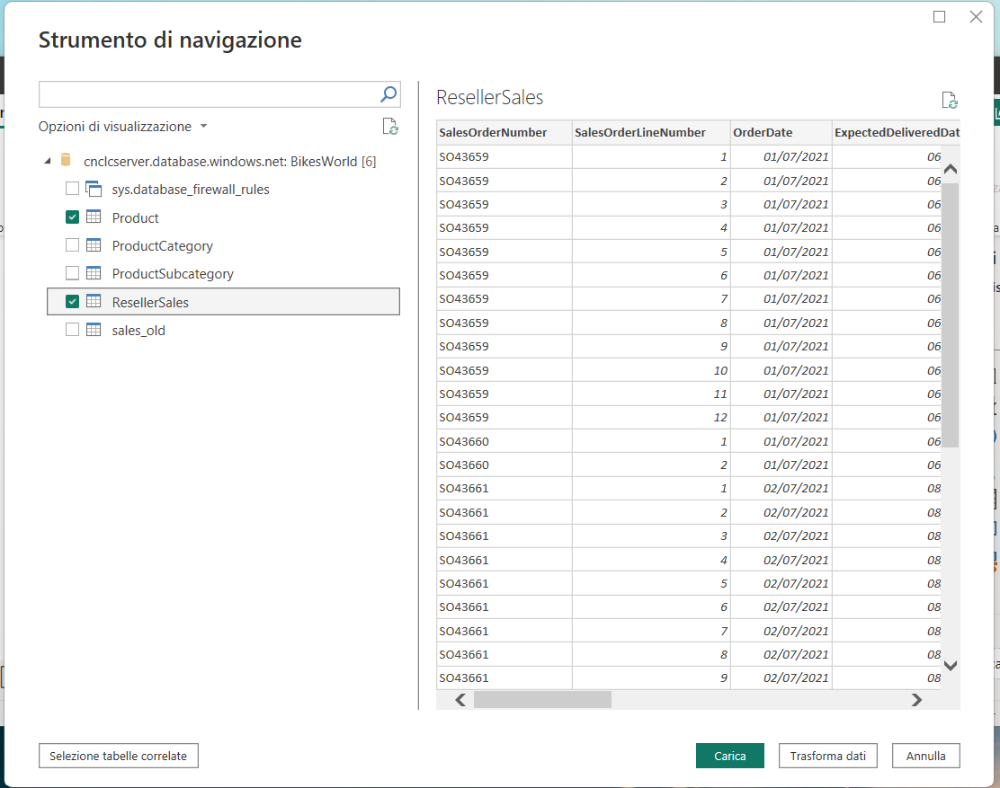 Strumento di navigazione
Opzioni di visualizzazione
cnclcserver.database.windows.net: BikesWorld [6]
sys.database_firewall_rules
Product
ProductCategory
ProductSubcategory
ResellerSales
sales_old
ResellerSales
SalesOrderNumber SalesOrderLineNumber OrderDate ExpectedDeliveredDat
SO43659 1 01/07/2021 06
SO43659 2 01/07/2021 06
SO43659 3 01/07/2021 06
SO43659 4 01/07/2021 06
SO43659 5 01/07/2021 06
SO43659 6 01/07/2021 06
SO43659 7 01/07/2021 06
SO43659 8 01/07/2021 06
SO43659 9 01/07/2021 06
SO43659 10 01/07/2021 06
SO43659 11 01/07/2021 06
SO43659 12 01/07/2021 06
SO43660 1 01/07/2021 06
SO43660 2 01/07/2021 06
SO43661 1 02/07/2021 08
SO43661 2 02/07/2021 08
SO43661 3 02/07/2021 08
SO43661 4 02/07/2021 08
SO43661 5 02/07/2021 08
SO43661 6 02/07/2021 08
SO43661 7 02/07/2021 08
SO43661 8 02/07/2021 08
SO43661 9 02/07/2021 08
Selezione tabelle correlate
Carica
Trasforma dati
Annulla